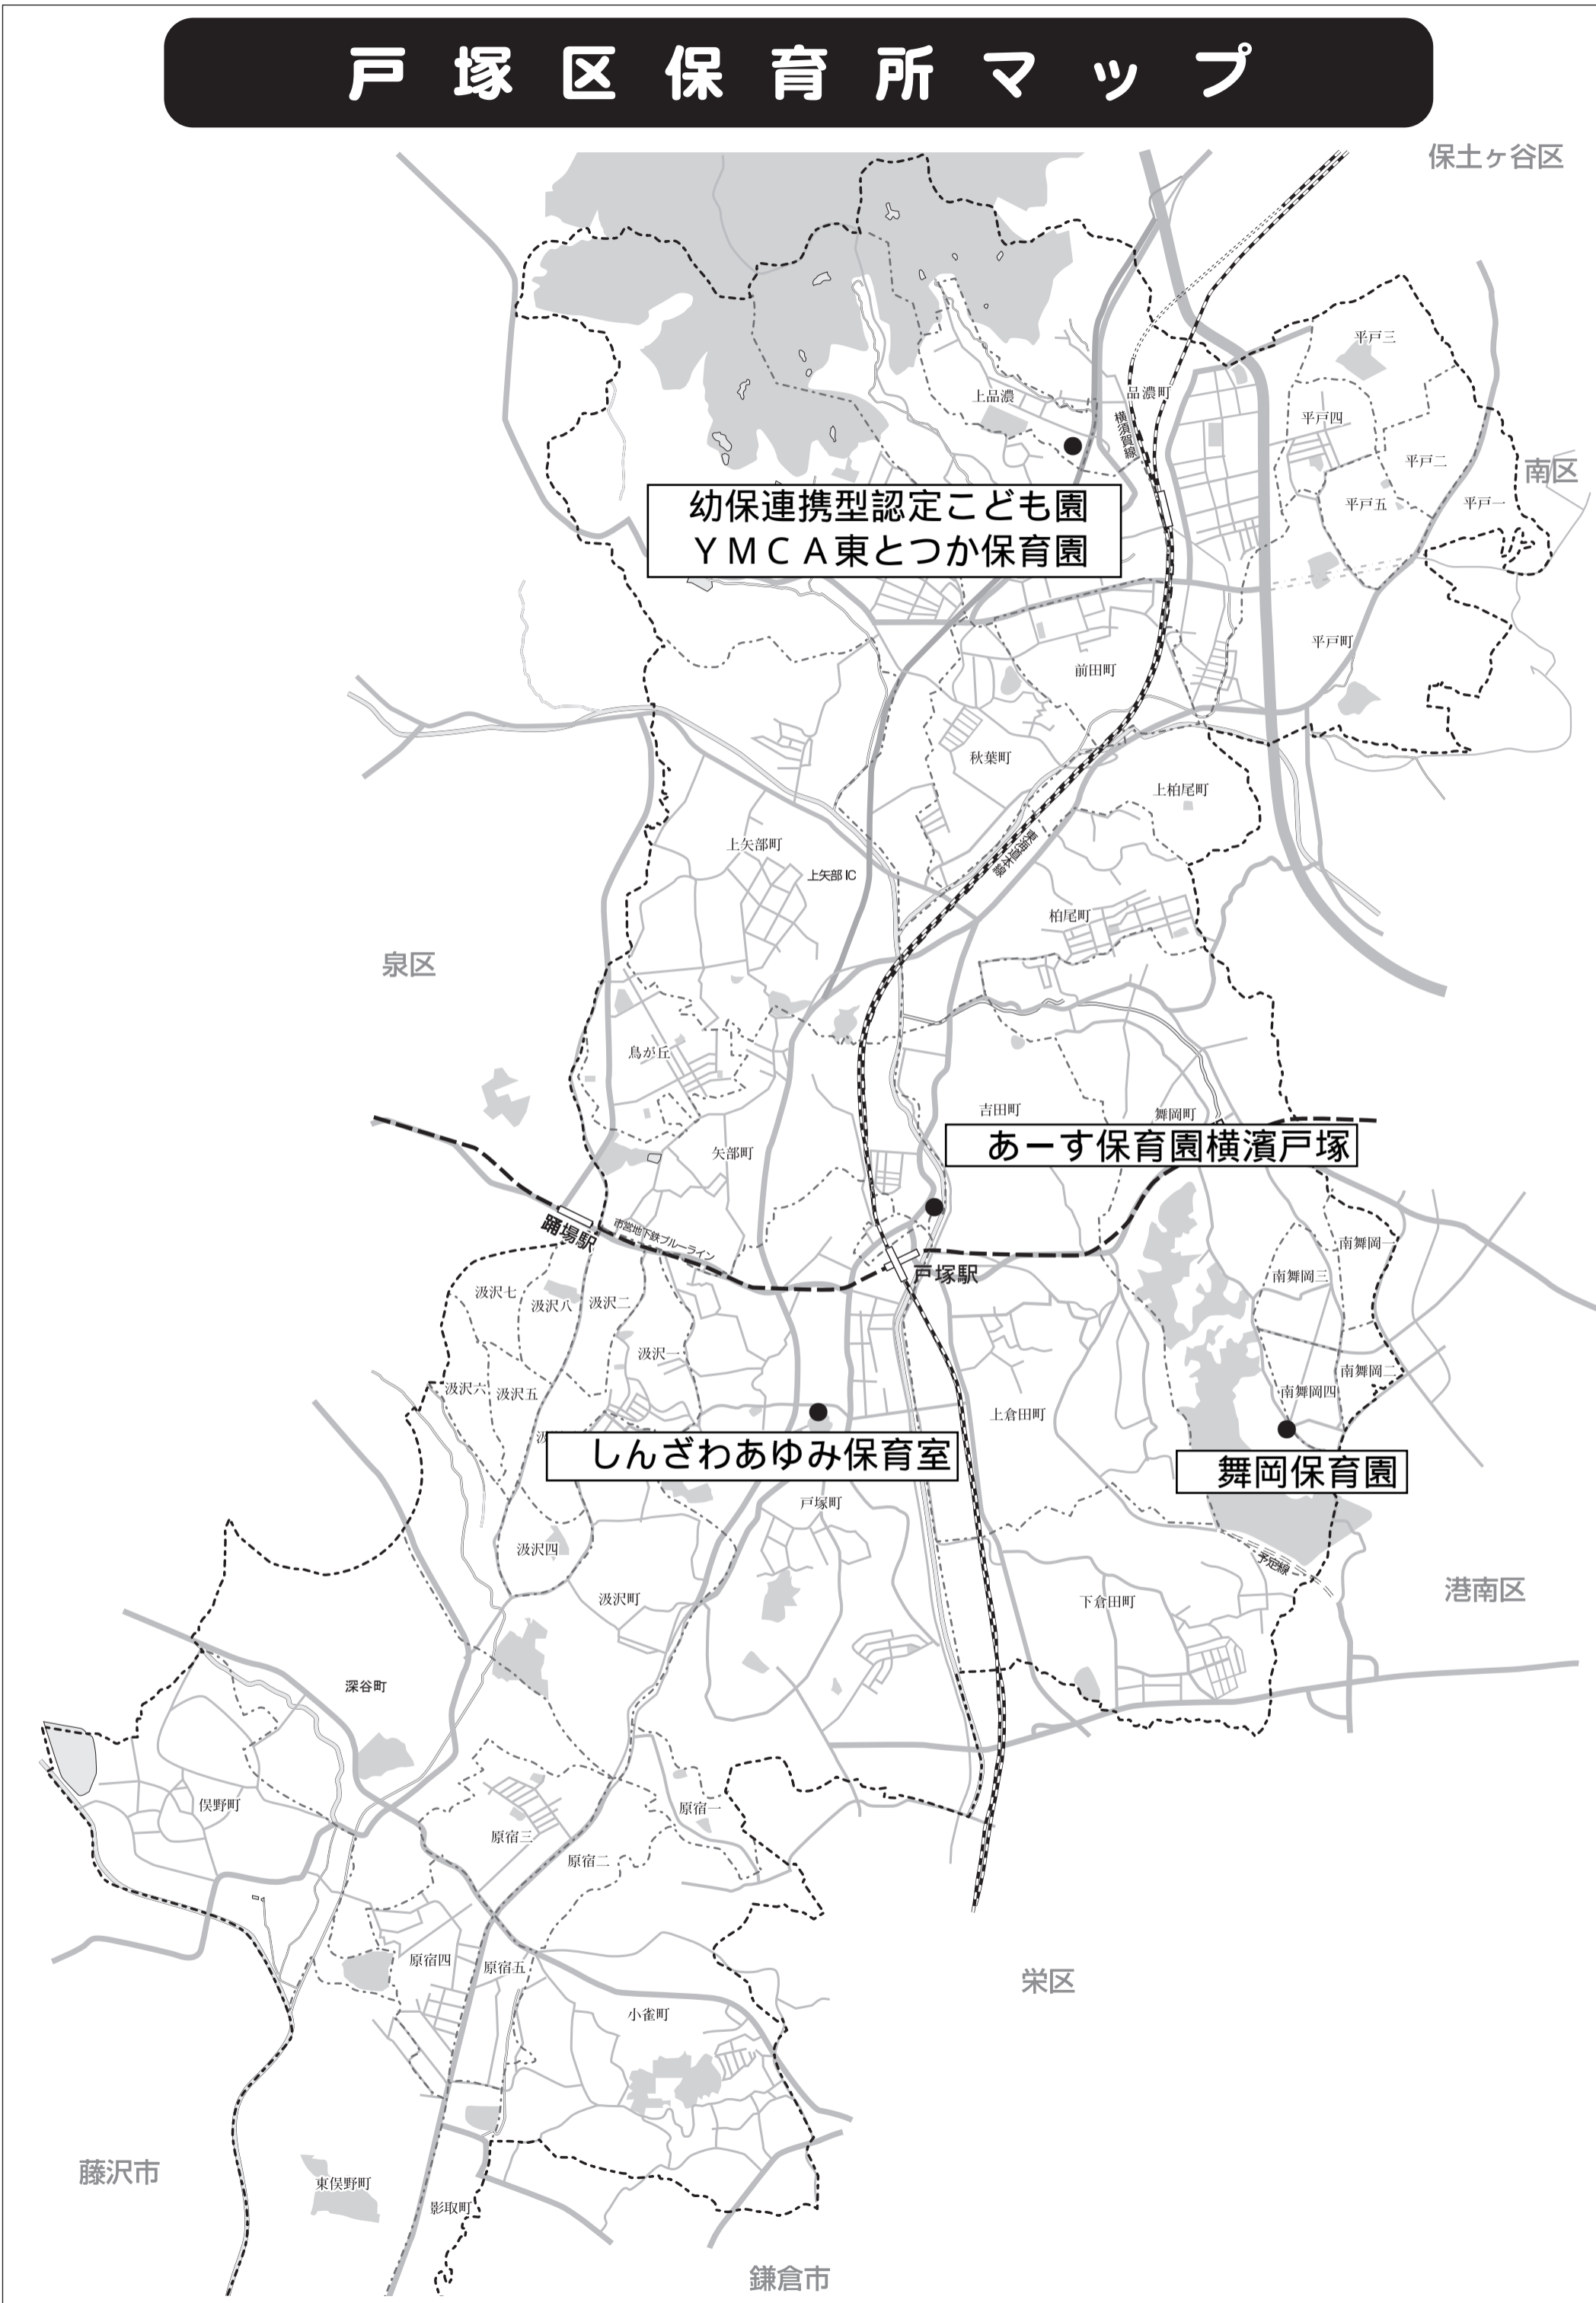 戸塚区保育所マップ
保土ヶ谷区
平戸三
上品濃
品濃町
横須賀線
平戸四
平戸二
南区
平戸五
平戸一
幼保連携型認定こども園
YMCA東とつか保育園
平戸町
前田町
秋葉町
上柏尾町
東海道本線
上矢部町
上矢部IC
柏尾町
泉区
鳥が丘
吉田町
舞岡町
あーす保育園横濱戸塚
矢部町
踊場駅
市営地下鉄ブルーライン
戸塚駅
南舞岡一
南舞岡三
汲沢七
汲沢八
汲沢二
汲沢一
南舞岡二
汲沢六
汲沢五
南舞岡四
上倉田町
汲
しんざわあゆみ保育室
舞岡保育園
戸塚町
汲沢四
予定線
港南区
汲沢町
下倉田町
深谷町
俣野町
原宿一
原宿三
原宿二
原宿四
原宿五
栄区
小雀町
藤沢市
東俣野町
影取町
鎌倉市